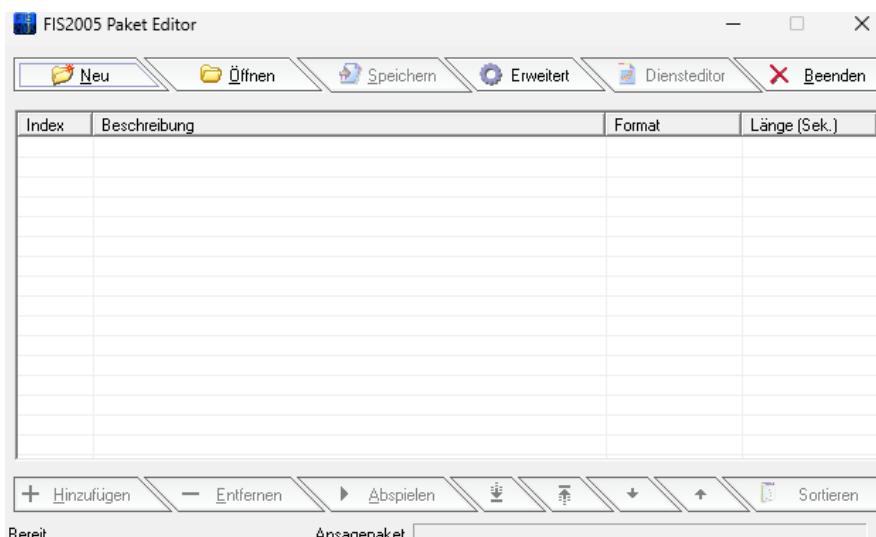 FIS2005 Paket Editor
Neu Öffnen Speichern Erweitert Diensteditor Beenden
Index Beschreibung Format Länge (Sek.)
Hinzufügen Entfernen Abspielen Sortieren
Bereit Ansagepaket